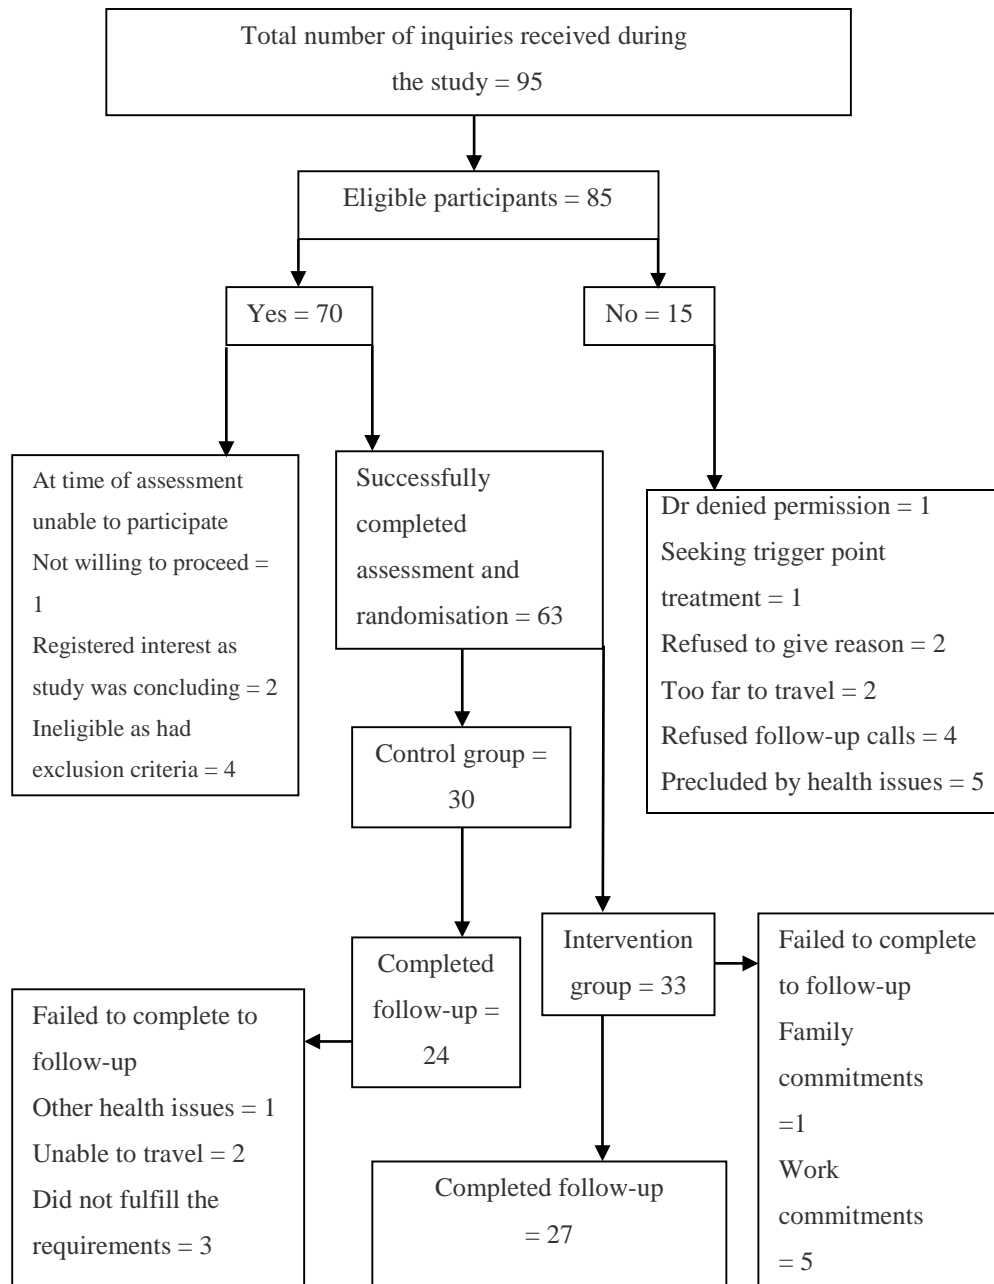 Total number of inquiries received during
the study = 95
Eligible participants = 85
Yes = 70
No = 15
At time of assessment
unable to participate
Not willing to proceed =
1
Registered interest as
study was concluding = 2
Ineligible as had
exclusion criteria = 4
Successfully
completed
assessment and
randomisation = 63
Dr denied permission = 1
Seeking trigger point
treatment = 1
Refused to give reason = 2
Too far to travel = 2
Refused follow-up calls = 4
Precluded by health issues = 5
Control group =
30
Completed
follow-up =
24
Intervention
group = 33
Failed to complete
to follow-up
Family
commitments
=1
Work
commitments
= 5
Failed to complete to
follow-up
Other health issues = 1
Unable to travel = 2
Did not fulfill the
requirements = 3
Completed follow-up
= 27